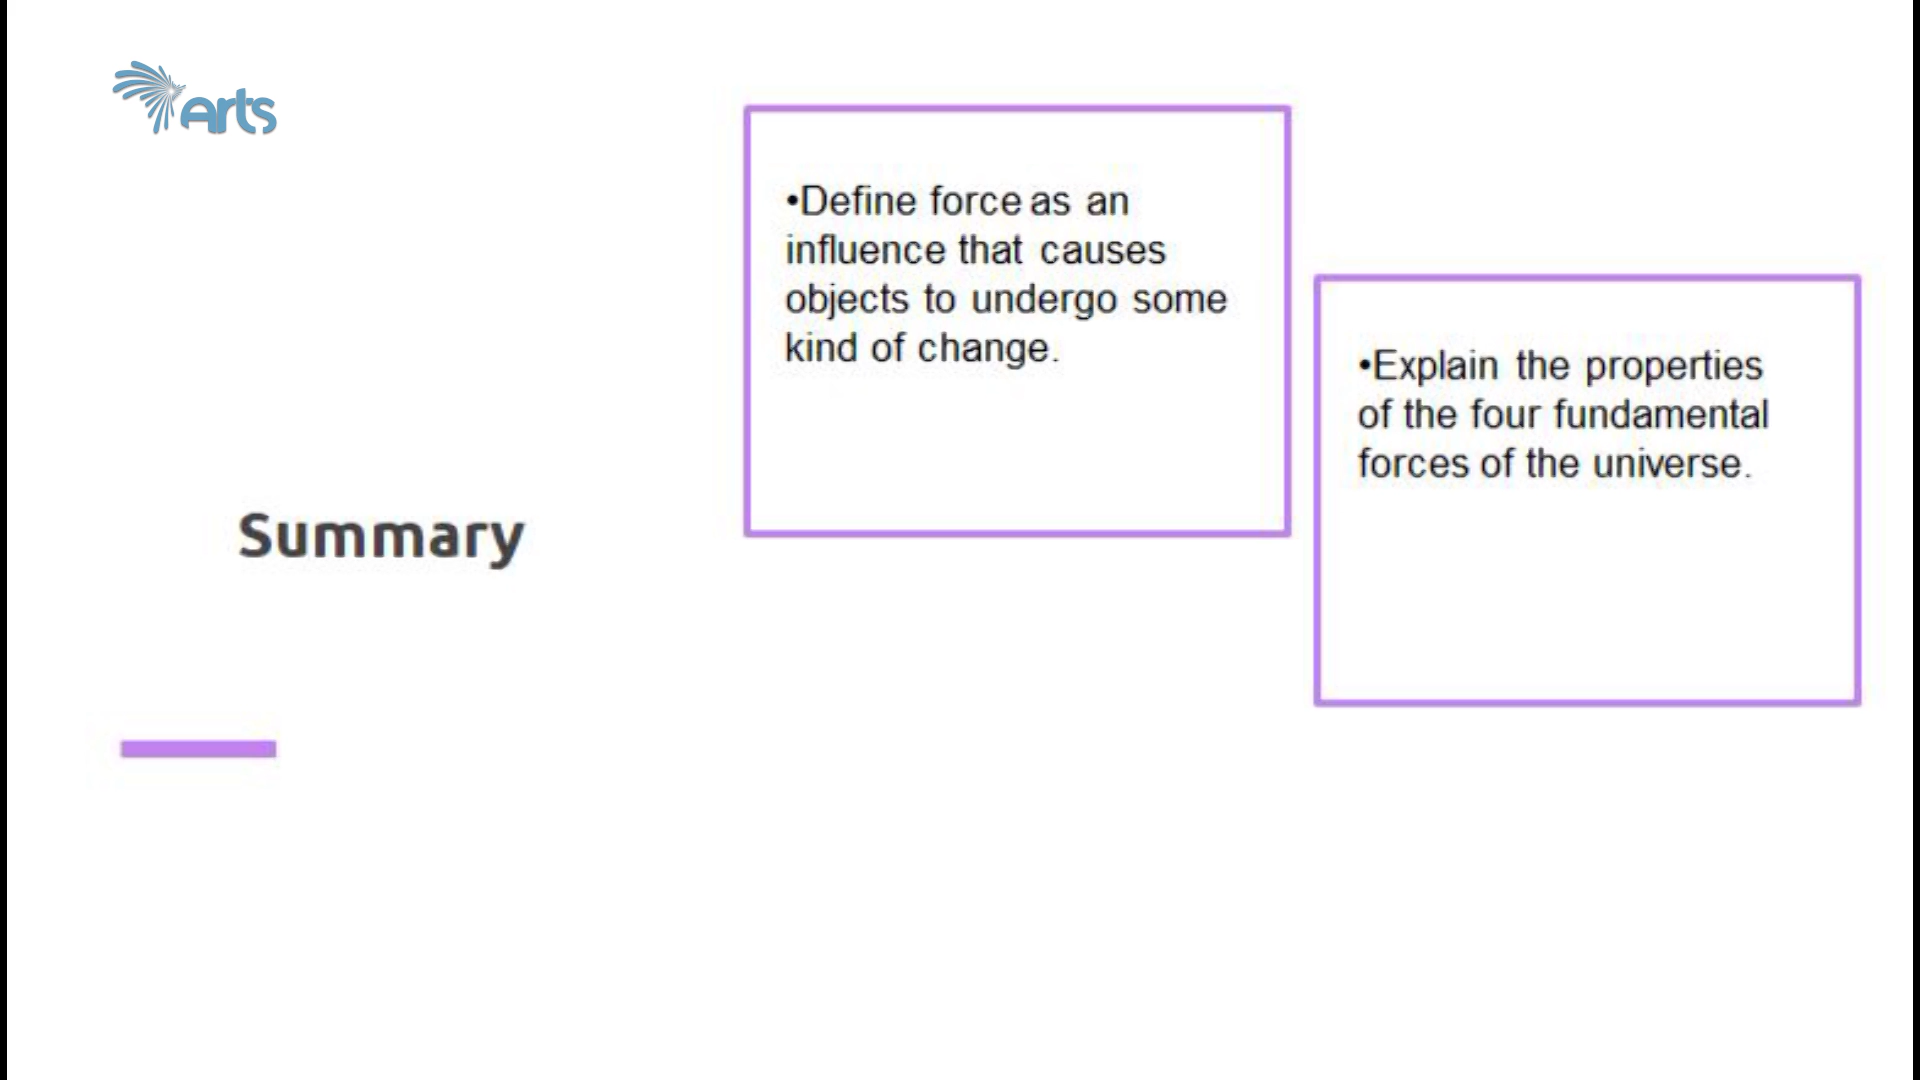 arts
•Define force as an
influence that causes
objects to undergo some
kind of change.
•Explain the properties
of the four fundamental
forces of the universe.
Summary